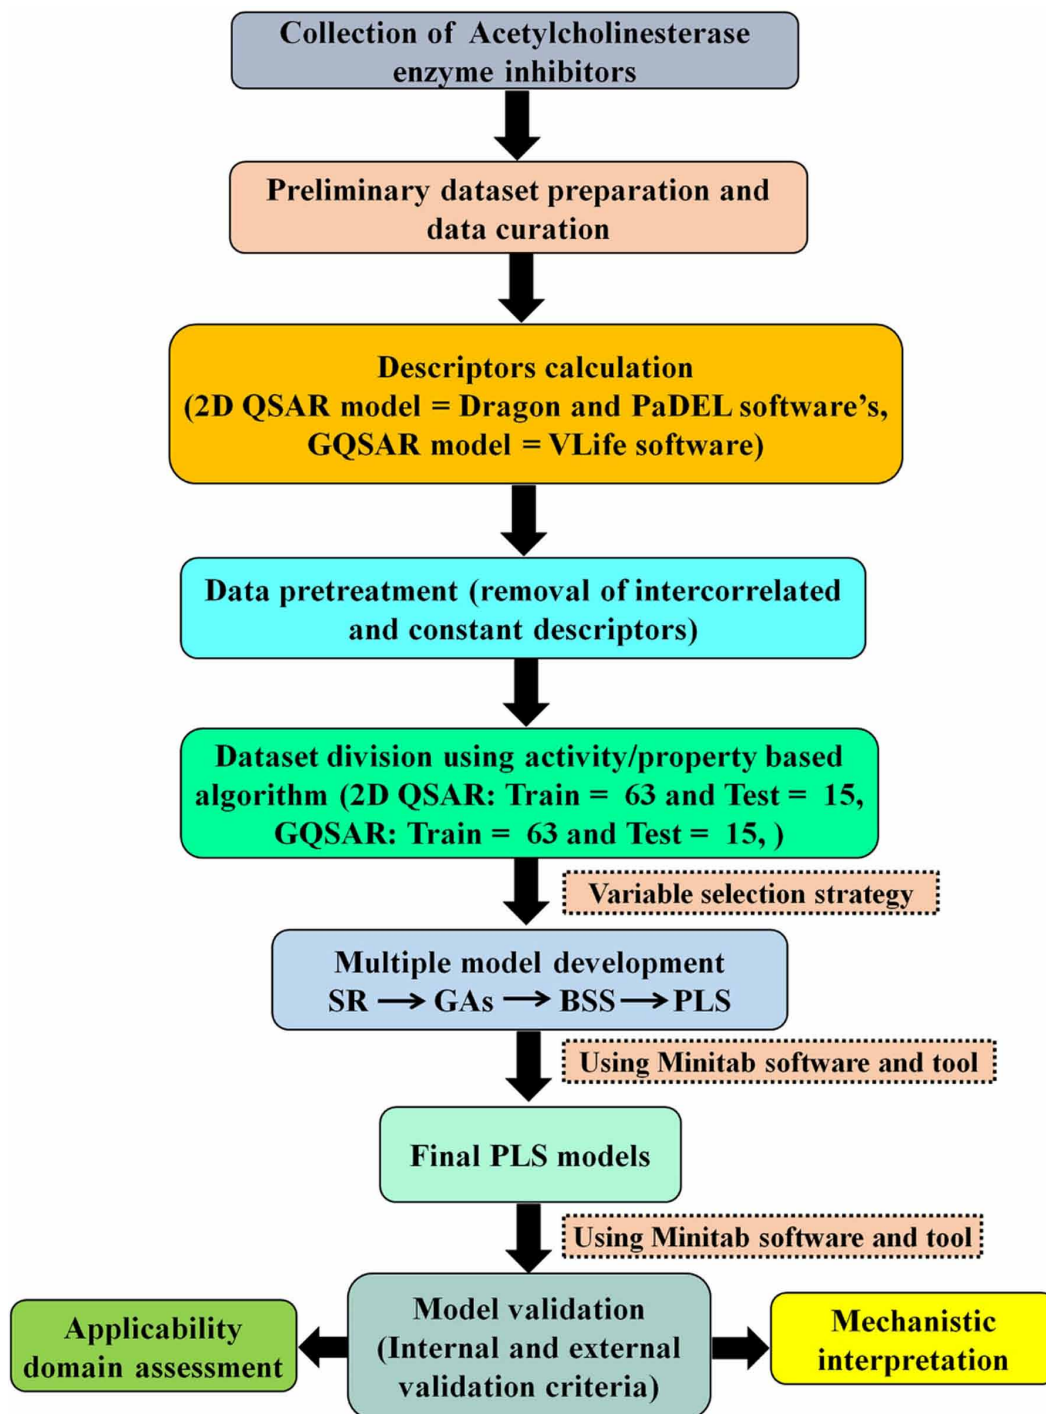 Collection of Acetylcholinesterase
enzyme inhibitors
Preliminary dataset preparation and
data curation
Descriptors calculation
(2D QSAR model = Dragon and PaDEL software’s,
GQSAR model = VLife software)
Data pretreatment (removal of intercorrelated
and constant descriptors)
Dataset division using activity/property based
algorithm (2D QSAR: Train = 63 and Test = 15,
GQSAR: Train = 63 and Test = 15, )
Variable selection strategy
Multiple model development
SR → GAs → BSS → PLS
Using Minitab software and tool
Final PLS models
Using Minitab software and tool
Model validation
(Internal and external
validation criteria)
Applicability
domain assessment
Mechanistic
interpretation